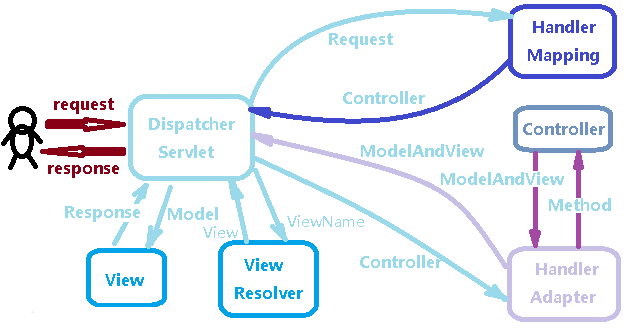 Request
Handler
Mapping
Controller
request
response
Dispatcher
Servlet
Controller
ModelAndView
ModelAndView
Method
Response
Model
View
ViewName
Controller
View
View
Resolver
Handler
Adapter